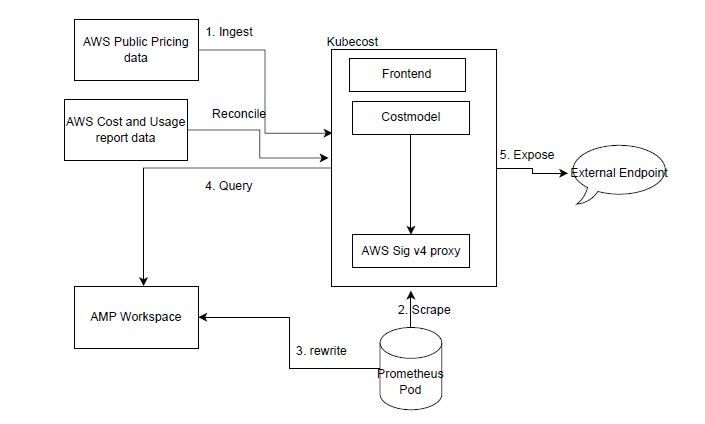 1. Ingest
AWS Public Pricing
data
Kubecost
Frontend
AWS Cost and Usage
report data
Reconcile
Costmodel
4. Query
5. Expose
External Endpoint
AWS Sig v4 proxy
AMP Workspace
2. Scrape
3. rewrite
Prometheus
Pod